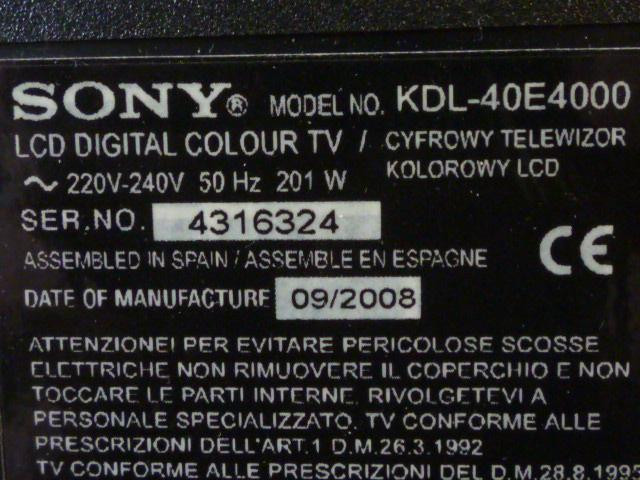 SONY® MODEL NO. KDL-40E4000
LCD DIGITAL COLOUR TV / CYFROWY TELEWIZOR
KOLOROWY LCD
~ 220V-240V 50 Hz 201 W
SER.NO. 4316324
ASSEMBLED IN SPAIN / ASSEMBLE EN ESPAGNE
CE
DATE OF MANUFACTURE 09/2008
ATTENZIONE! PER EVITARE PERICOLOSE SCOSSE
ELETTRICHE NON RIMUOVERE IL COPERCHIO E NON
TOCCARE LE PARTI INTERNE, RIVOLGETEVI A
PERSONALE SPECIALIZZATO. TV CONFORME ALLE
PRESCRIZIONI DELL'ART.1 D.M.26.3.1992
TV CONFORME ALLE PRESCRIZIONI DEL D.M.28.8.1995